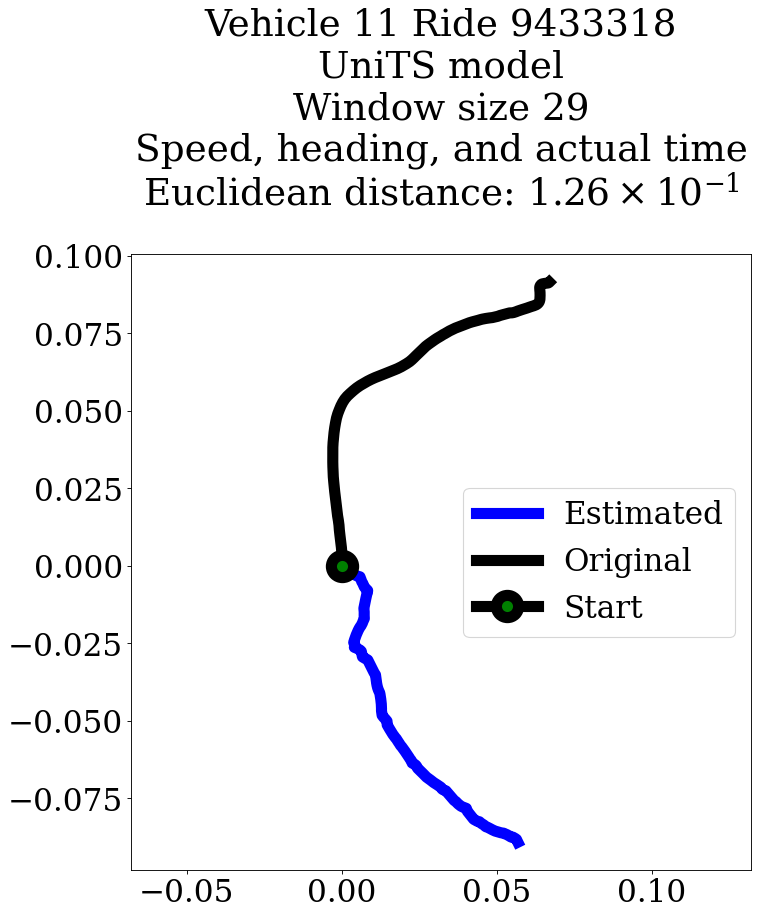 Vehicle 11 Ride 9433318
UniTS model
Window size 29
Speed, heading, and actual time
Euclidean distance: 1.26 × 10⁻¹
0.100
0.075
0.050
0.025
0.000
−0.025
−0.050
−0.075
Estimated
Original
Start
−0.05 0.00 0.05 0.10